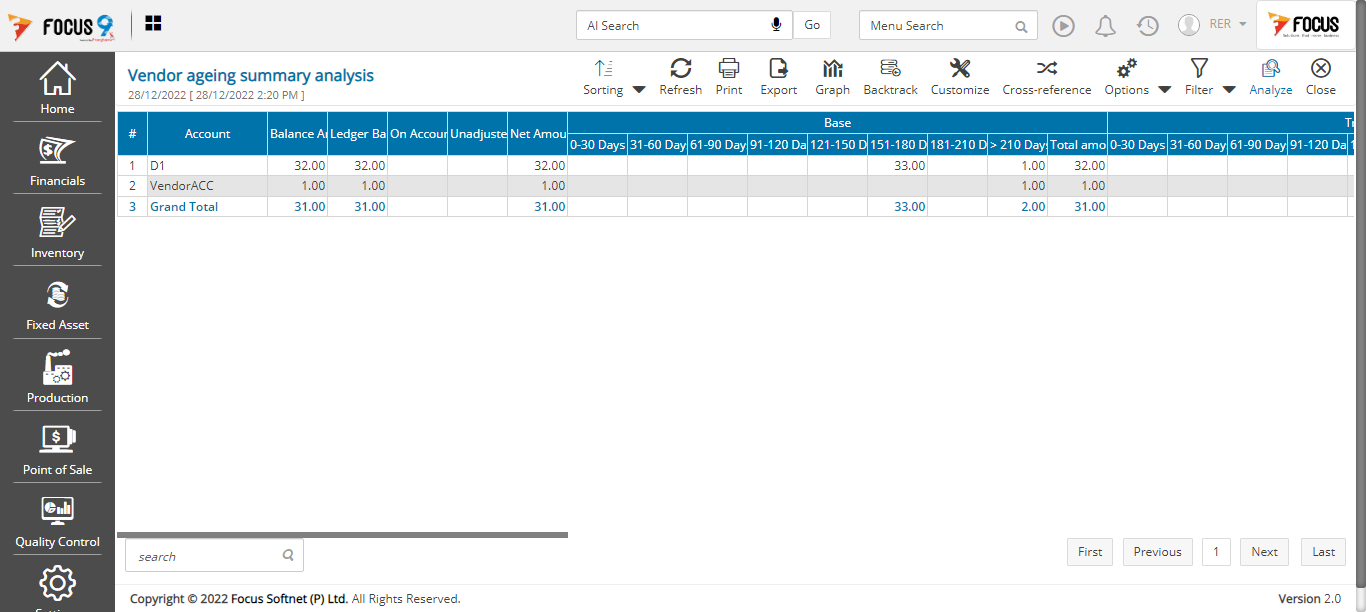 FOCUS 9
AI Search
Go
Menu Search
RER
FOCUS
Home
Financials
Inventory
Fixed Asset
Production
Point of Sale
Quality Control
Vendor ageing summary analysis
28/12/2022 [ 28/12/2022 2:20 PM ]
Sorting Refresh Print Export Graph Backtrack Customize Cross-reference Options Filter Analyze Close
# Account Balance Ledger Ba On Accoun Unadjuste Net Amou Base
0-30 Days 31-60 Day 61-90 Day 91-120 Da 121-150 D 151-180 D 181-210 D > 210 Days Total amo 0-30 Days 31-60 Day 61-90 Day 91-120 Da
1 D1 32.00 32.00 32.00 33.00 1.00 32.00
2 VendorACC 1.00 1.00 1.00 1.00 1.00
3 Grand Total 31.00 31.00 31.00 33.00 2.00 31.00
search
First Previous 1 Next Last
Copyright © 2022 Focus Softnet (P) Ltd. All Rights Reserved.
Version 2.0